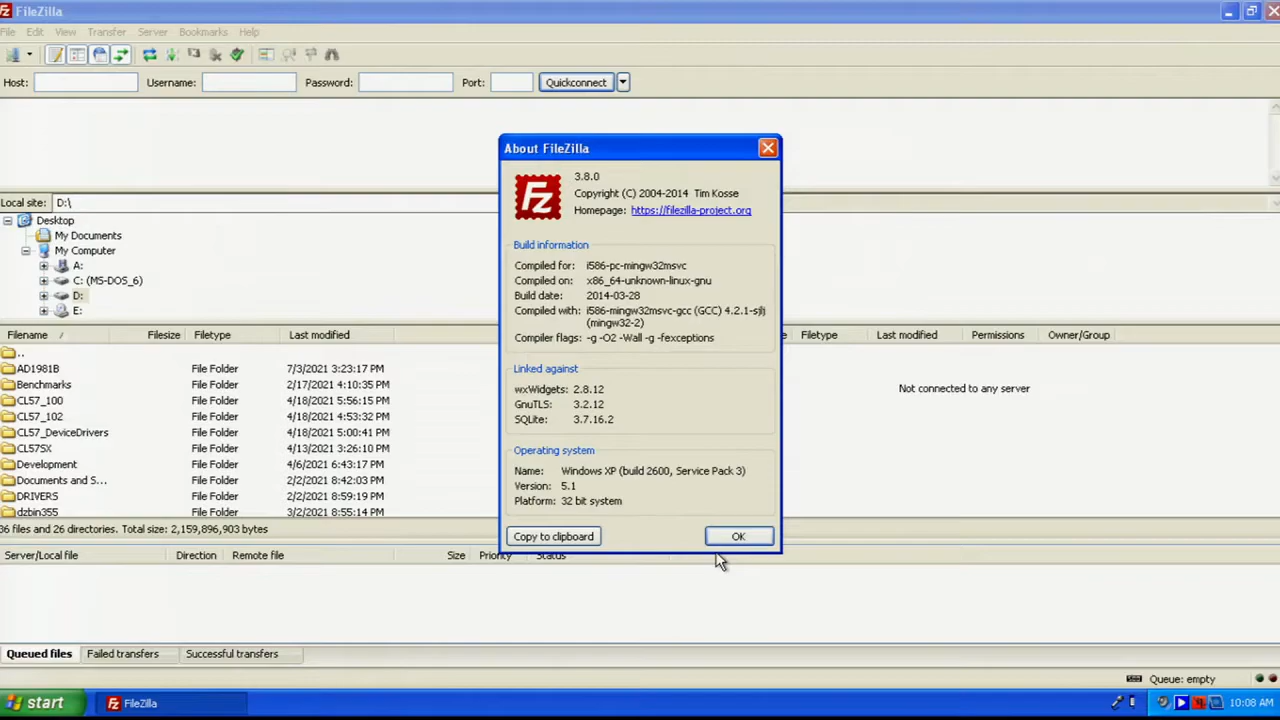 FileZilla
File Edit View Transfer Server Bookmarks Help
Host: Username: Password: Port: Quickconnect
About FileZilla
Fz
3.8.0
Copyright (C) 2004-2014 Tim Kosse
Homepage: https://filezilla-project.org
Build information
Compiled for: i586-pc-mingw32msvc
Compiled on: x86_64-unknown-linux-gnu
Build date: 2014-03-28
Compiled with: i586-mingw32msvc-gcc (GCC) 4.2.1-sjlj
(mingw32-2)
Compiler flags: -g -O2 -Wall -g -fexceptions
Linked against
wxWidgets: 2.8.12
GnuTLS: 3.2.12
SQLite: 3.7.16.2
Operating system
Name: Windows XP (build 2600, Service Pack 3)
Version: 5.1
Platform: 32 bit system
Copy to clipboard OK
Local site: D:\
Desktop
My Documents
My Computer
A:
C: (MS-DOS_6)
D:
E:
Filename / Filesize Filetype Last modified
..
AD1981B File Folder 7/3/2021 3:23:17 PM
Benchmarks File Folder 2/17/2021 4:10:35 PM
CL57_100 File Folder 4/18/2021 5:56:15 PM
CL57_102 File Folder 4/18/2021 4:53:32 PM
CL57_DeviceDrivers File Folder 4/18/2021 5:00:41 PM
CL57SX File Folder 4/13/2021 3:26:10 PM
Development File Folder 4/6/2021 6:43:17 PM
Documents and S... File Folder 2/2/2021 8:42:03 PM
DRIVERS File Folder 2/2/2021 8:59:19 PM
dzbin355 File Folder 3/2/2021 8:55:14 PM
36 files and 26 directories. Total size: 2,159,896,903 bytes
Filetype Last modified Permissions Owner/Group
Not connected to any server
Server/Local file Direction Remote file Size Priority Status
Queued files Failed transfers Successful transfers
Queue: empty
start FileZilla 10:08 AM